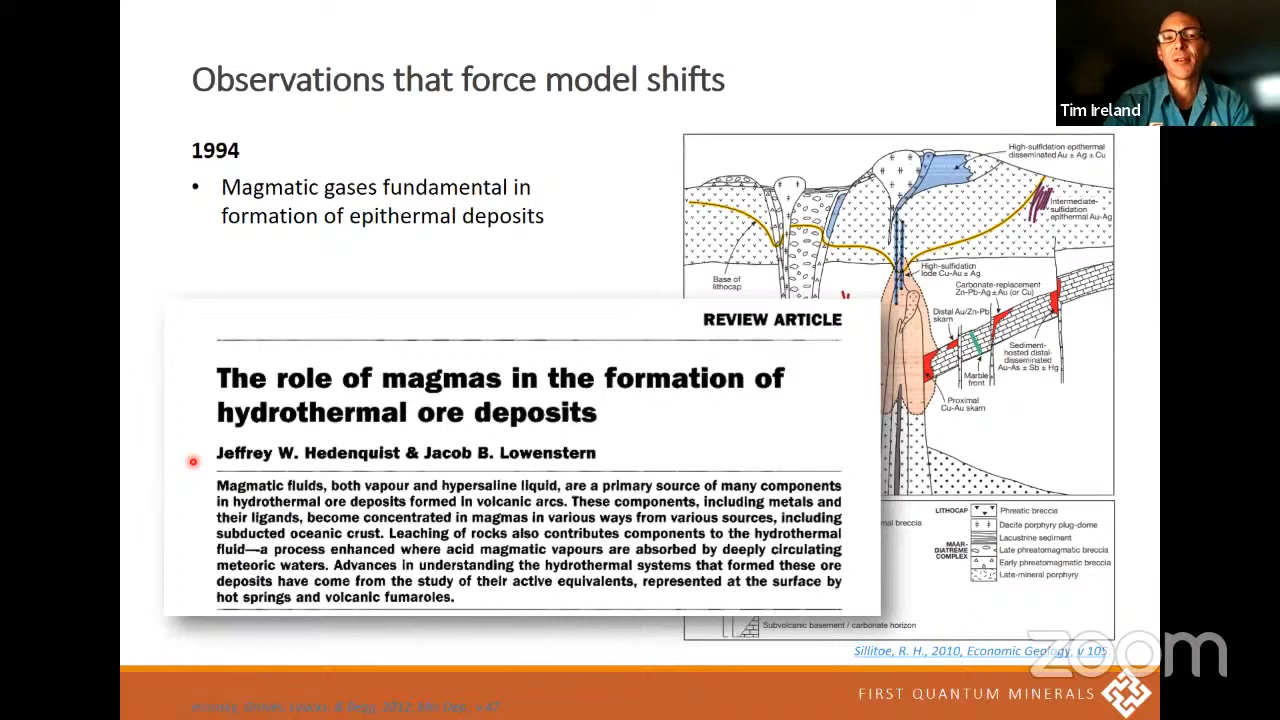 Observations that force model shifts
Tim Ireland
1994
• Magmatic gases fundamental in
formation of epithermal deposits
High-sulfidation epithermal
disseminated Au ± Ag ± Cu
Intermediate-
sulfidation
epithermal Au-Ag
Base of
lithocap
High-sulfidation
lode Cu-Au ± Ag
Carbonate-replacement
Zn-Pb-Ag ± Au (or Cu)
Distal Au/Zn-Pb
skarn
Sediment-
hosted distal-
disseminated
Au-As ± Sb ± Hg
Marble
front
Proximal
Cu-Au skarn
REVIEW ARTICLE
The role of magmas in the formation of
hydrothermal ore deposits
Jeffrey W. Hedenquist & Jacob B. Lowenstern
Magmatic fluids, both vapour and hypersaline liquid, are a primary source of many components
in hydrothermal ore deposits formed in volcanic arcs. These components, including metals and
their ligands, become concentrated in magmas in various ways from various sources, including
subducted oceanic crust. Leaching of rocks also contributes components to the hydrothermal
fluid—a process enhanced where acid magmatic vapours are absorbed by deeply circulating
meteoric waters. Advances in understanding the hydrothermal systems that formed these ore
deposits have come from the study of their active equivalents, represented at the surface by
hot springs and volcanic fumaroles.
breccia
LITHOCAP
Phreatic breccia
Dacite porphyry plug-dome
Lacustrine sediment
MAAR-
DIATREME
COMPLEX
Late phreatomagmatic breccia
Early phreatomagmatic breccia
Late-mineral porphyry
Subvolcanic basement / carbonate horizon
Sillitoe, R. H., 2010, Economic Geology, v 105
zoom
FIRST QUANTUM MINERALS